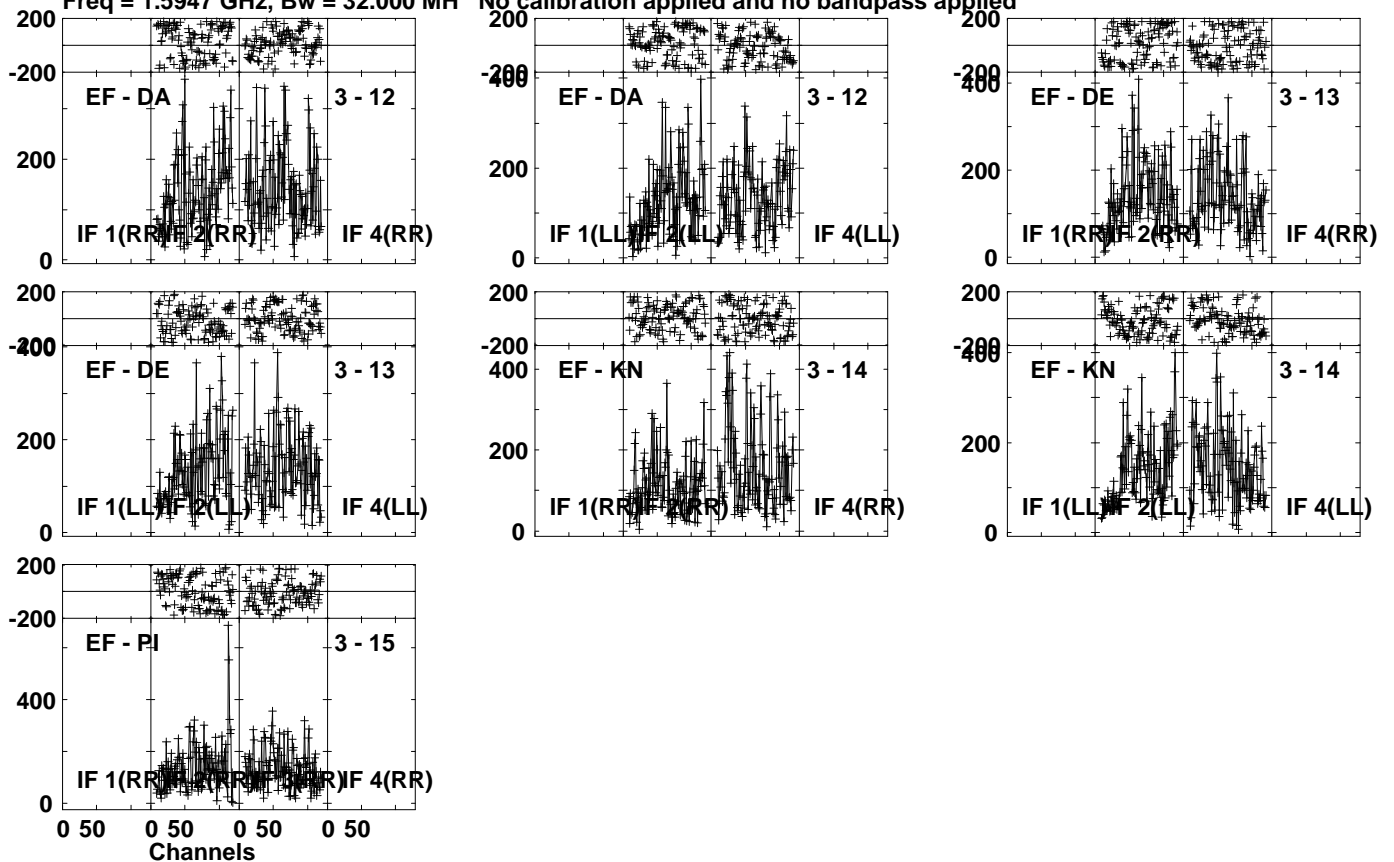 Freq = 1.5947 GHz, Bw = 32.000 MH No calibration applied and no bandpass applied
200
-200
EF - DA
3 - 12
200
0
IF 1(RR)
IF 2(RR)
IF 4(RR)
-200
400
EF - DA
3 - 12
200
0
IF 1(LL)
IF 2(LL)
IF 4(LL)
-200
400
EF - DE
3 - 13
200
0
IF 1(RR)
IF 2(RR)
IF 4(RR)
200
-200
400
EF - DE
3 - 13
200
0
IF 1(LL)
IF 2(LL)
IF 4(LL)
200
-200
400
EF - KN
3 - 14
200
0
IF 1(RR)
IF 2(RR)
IF 4(RR)
200
-200
400
EF - KN
3 - 14
200
0
IF 1(LL)
IF 2(LL)
IF 4(LL)
200
-200
EF - PI
3 - 15
400
0
IF 1(RR)
IF 2(RR)
IF 3(RR)
IF 4(RR)
0 50 0 50 0 50 0 50
Channels